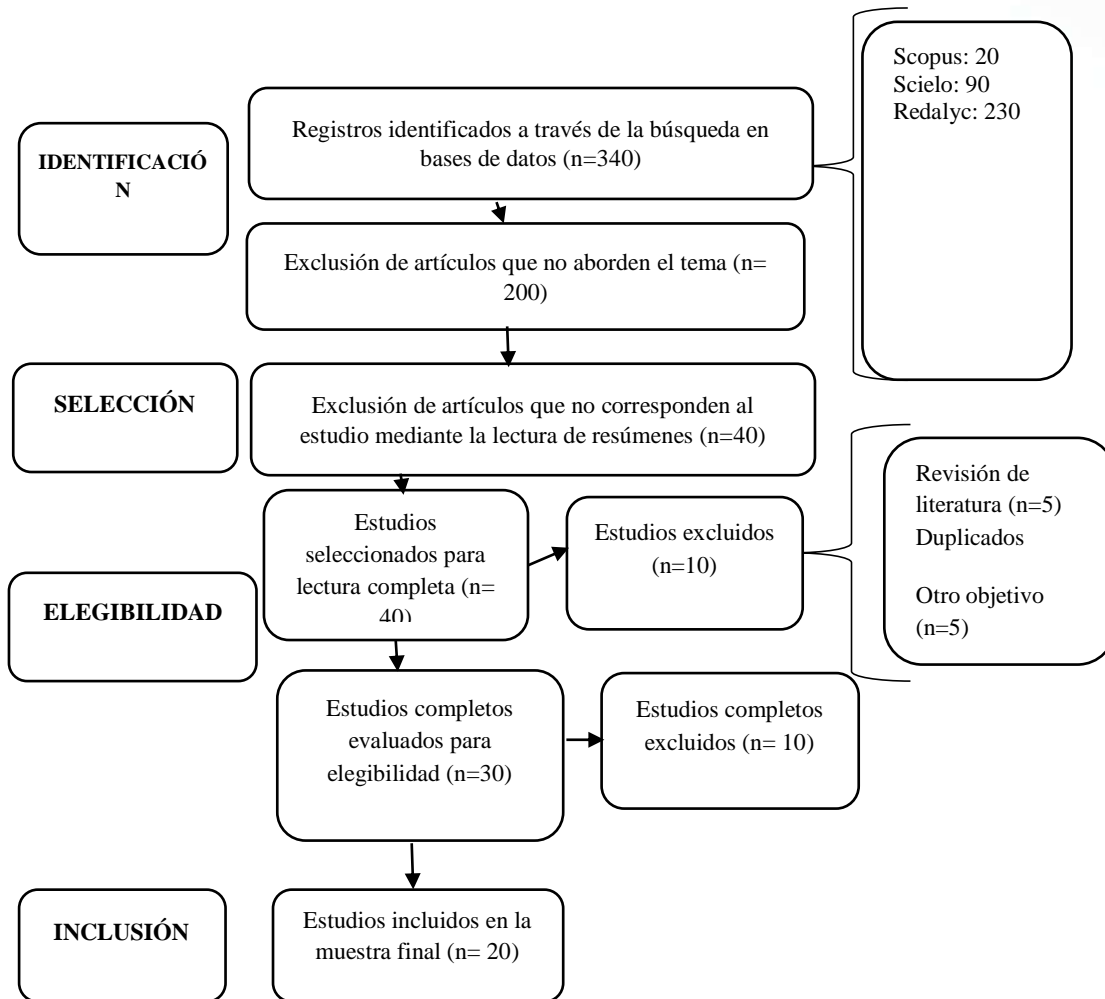 Scopus: 20
Scielo: 90
Redalyc: 230
Registros identificados a través de la búsqueda en
bases de datos (n=340)
IDENTIFICACIÓ
N
Exclusión de artículos que no aborden el tema (n=
200)
SELECCIÓN
Exclusión de artículos que no corresponden al
estudio mediante la lectura de resúmenes (n=40)
Estudios
seleccionados para
lectura completa (n=
40)
Estudios excluidos
(n=10)
Revisión de
literatura (n=5)
Duplicados
Otro objetivo
(n=5)
ELEGIBILIDAD
Estudios completos
evaluados para
elegibilidad (n=30)
Estudios completos
excluidos (n= 10)
INCLUSIÓN
Estudios incluidos en la
muestra final (n= 20)